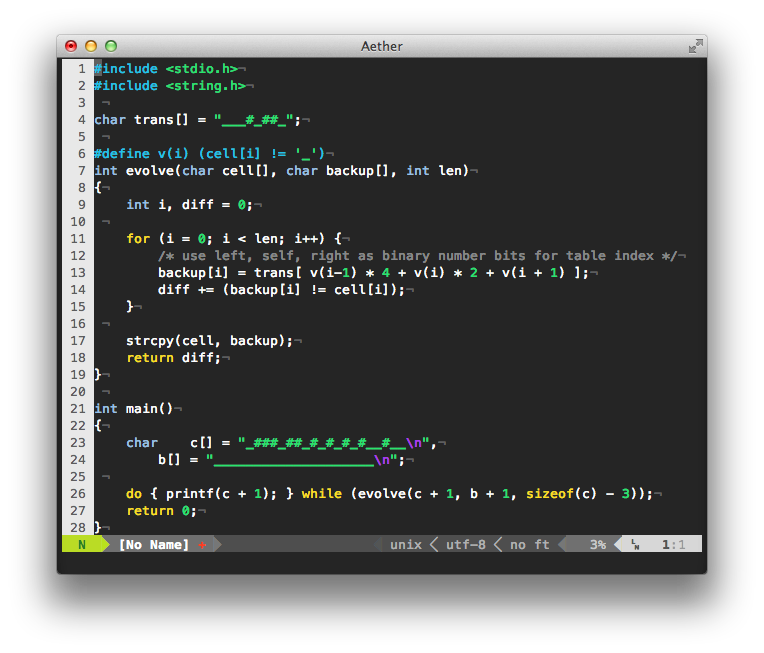 Aether
1 #include <stdio.h>¬
2 #include <string.h>¬
3 ¬
4 char trans[] = "___#_##_";¬
5 ¬
6 #define v(i) (cell[i] != '_')¬
7 int evolve(char cell[], char backup[], int len)¬
8 {¬
9     int i, diff = 0;¬
10 ¬
11     for (i = 0; i < len; i++) {¬
12         /* use left, self, right as binary number bits for table index */¬
13         backup[i] = trans[ v(i-1) * 4 + v(i) * 2 + v(i + 1) ];¬
14         diff += (backup[i] != cell[i]);¬
15     }¬
16 ¬
17     strcpy(cell, backup);¬
18     return diff;¬
19 }¬
20 ¬
21 int main()¬
22 {¬
23     char    c[] = "_###_##_#_#_#_#__#__\n",¬
24         b[] = "____________________\n";¬
25 ¬
26     do { printf(c + 1); } while (evolve(c + 1, b + 1, sizeof(c) - 3));¬
27     return 0;¬
28 }¬
N [No Name] + unix utf-8 no ft 3% LN 1:1